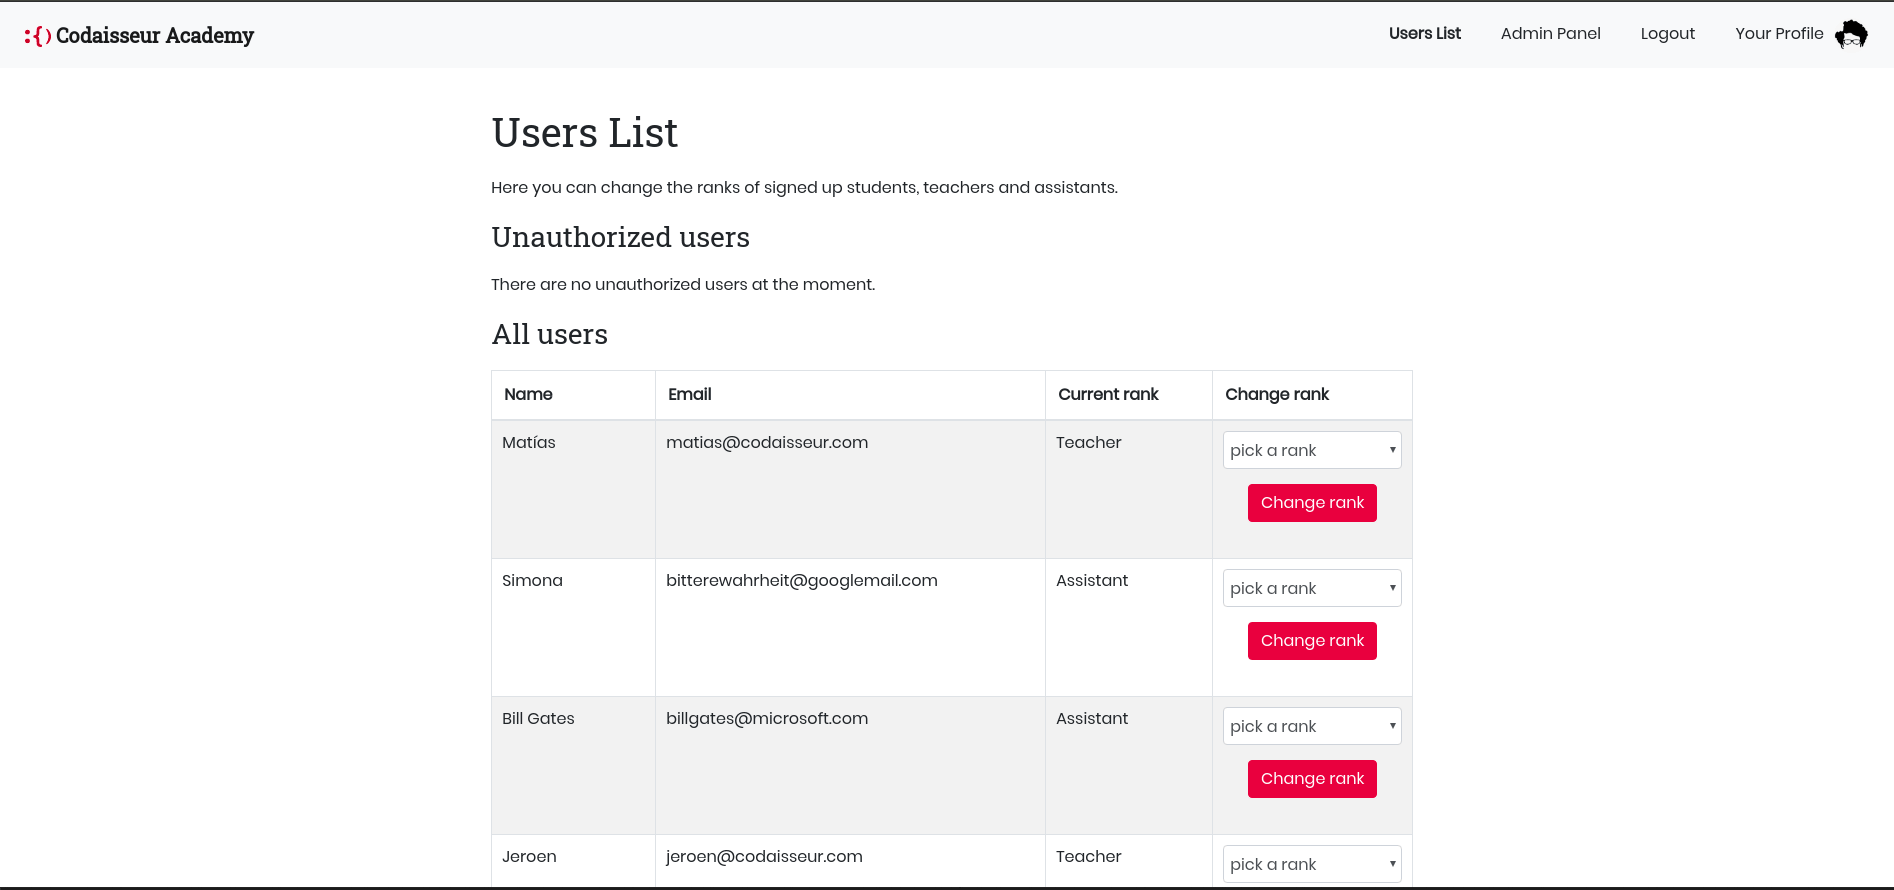 :{) Codaisseur Academy
Users List Admin Panel Logout Your Profile
Users List
Here you can change the ranks of signed up students, teachers and assistants.
Unauthorized users
There are no unauthorized users at the moment.
All users
Name Email Current rank Change rank
Matías matias@codaisseur.com Teacher pick a rank
Change rank
Simona bitterewahrheit@googlemail.com Assistant pick a rank
Change rank
Bill Gates billgates@microsoft.com Assistant pick a rank
Change rank
Jeroen jeroen@codaisseur.com Teacher pick a rank